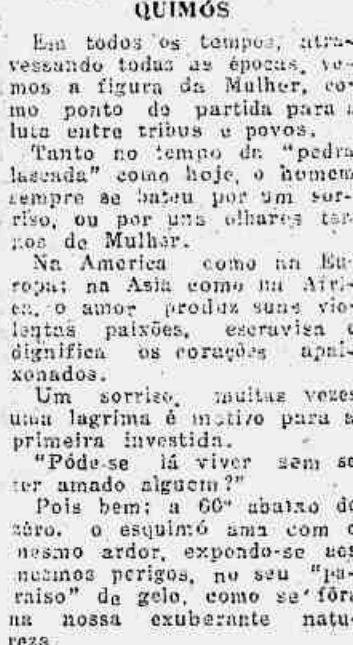 QUIMÓS
Em todos os tempos, atra-
vessando todas as épocas, ve-
mos a figura da Mulher, co-
mo ponto de partida para a
luta entre tribus e povos.
Tanto no tempo da "pedra
lascada" como hoje, o homem
sempre se bateu por um sor-
riso, ou por uns olhares ter-
nos de Mulher.
Na America como na Eu-
ropa; na Asia como na Afri-
ca, o amor produz suas vio-
lentas paixões, escravisa e
dignifica os corações apai-
xonados.
Um sorriso, muitas vezes
uma lagrima é motivo para a
primeira investida.
"Póde-se lá viver sem se
ter amado alguem?"
Pois bem: a 60º abaixo de
zéro, o esquimó ama com o
mesmo ardor, expondo-se aos
mesmos perigos, no seu "pa-
raiso" de gelo, como se fôra
na nossa exuberante natu-
reza